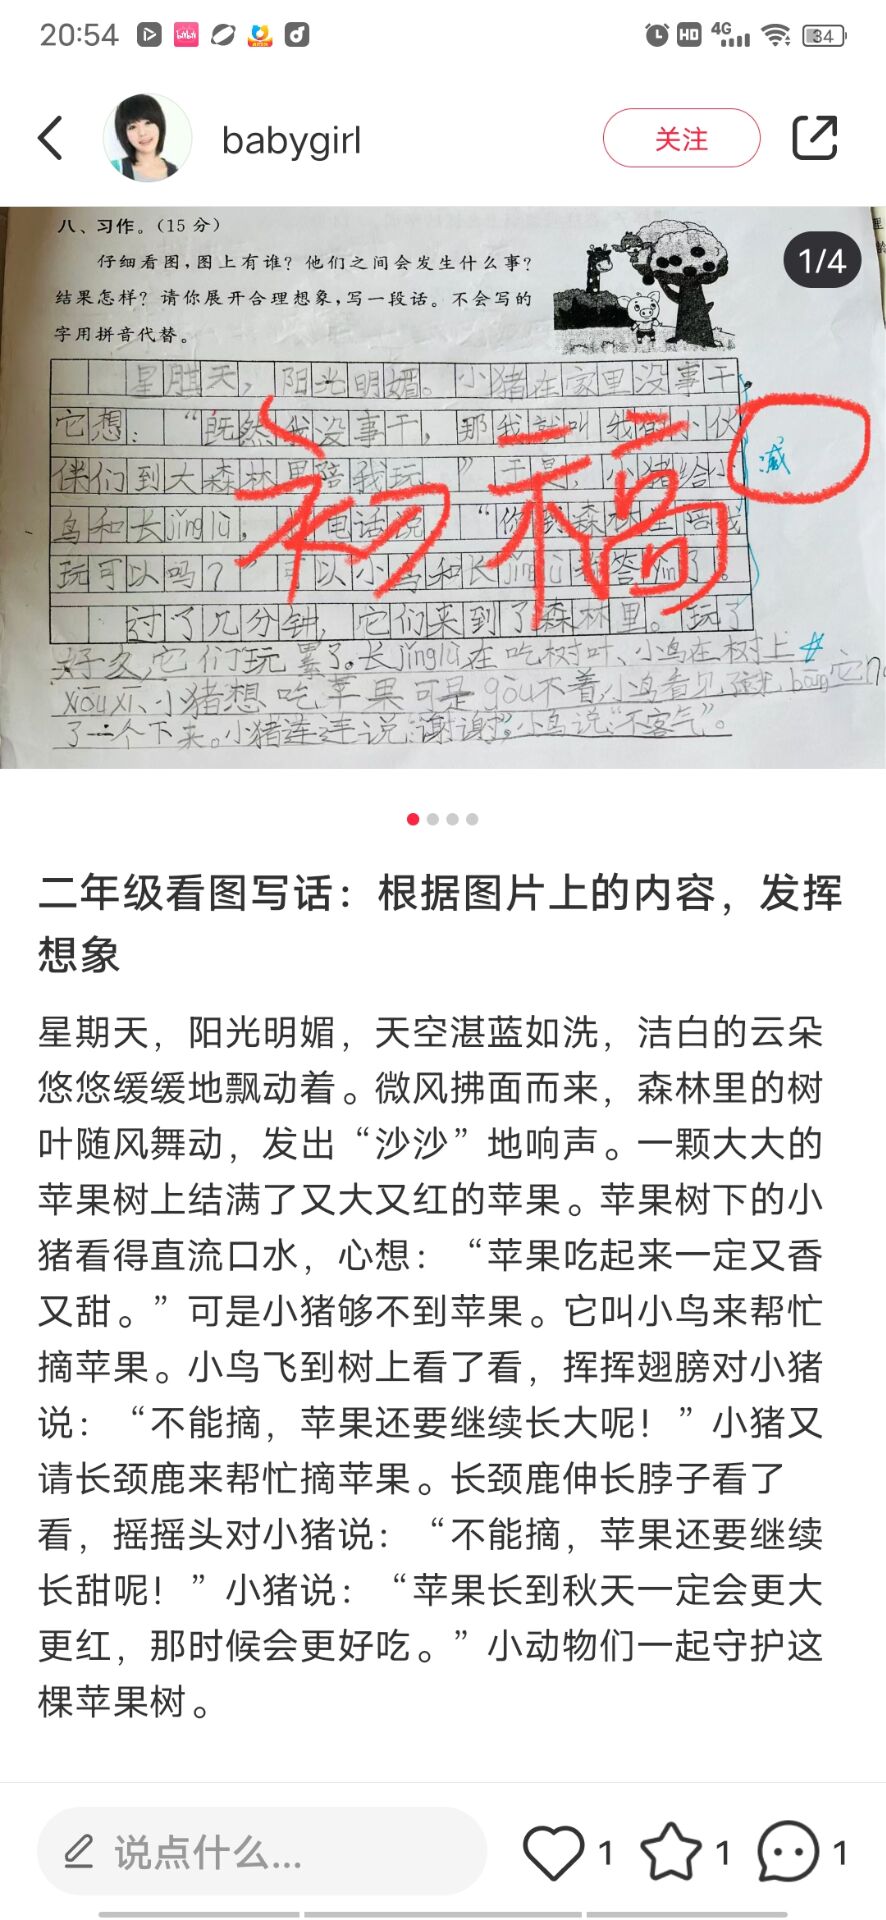 20:54
HD 4G 34
babygirl
关注
1/4
八、习作。(15 分)
仔细看图,图上有谁?他们之间会发生什么事?
结果怎样?请你展开合理想象,写一段话。不会写的
字用拼音代替。
星期天，阳光明媚。小猪在家里没事干
它想：“既然我没事干，那我就叫我的小伙
伴们到大森林里陪我玩。”于是，小猪给小
鸟和长jǐnglù，电话说：“你我森林里陪我
玩可以吗？”可以小鸟和长jǐnglù都答yìng了。
过了几分钟，它们来到了森林里。玩了
好久，它们玩累了。长jǐnglù在吃树叶、小鸟在树上
xiūxi、小猪想吃苹果可是gòu不着，小鸟看见了就bāng它
了一个下来。小猪连连说：“谢谢”，小鸟说：“不客气”。
初稿
减
二年级看图写话：根据图片上的内容，发挥
想象
星期天，阳光明媚，天空湛蓝如洗，洁白的云朵
悠悠缓缓地飘动着。微风拂面而来，森林里的树
叶随风舞动，发出“沙沙”地响声。一颗大大的
苹果树上结满了又大又红的苹果。苹果树下的小
猪看得直流口水，心想：“苹果吃起来一定又香
又甜。”可是小猪够不到苹果。它叫小鸟来帮忙
摘苹果。小鸟飞到树上看了看，挥挥翅膀对小猪
说：“不能摘，苹果还要继续长大呢！”小猪又
请长颈鹿来帮忙摘苹果。长颈鹿伸长脖子看了
看，摇摇头对小猪说：“不能摘，苹果还要继续
长甜呢！”小猪说：“苹果长到秋天一定会更大
更红，那时候会更好吃。”小动物们一起守护这
棵苹果树。
说点什么...
1
1
1